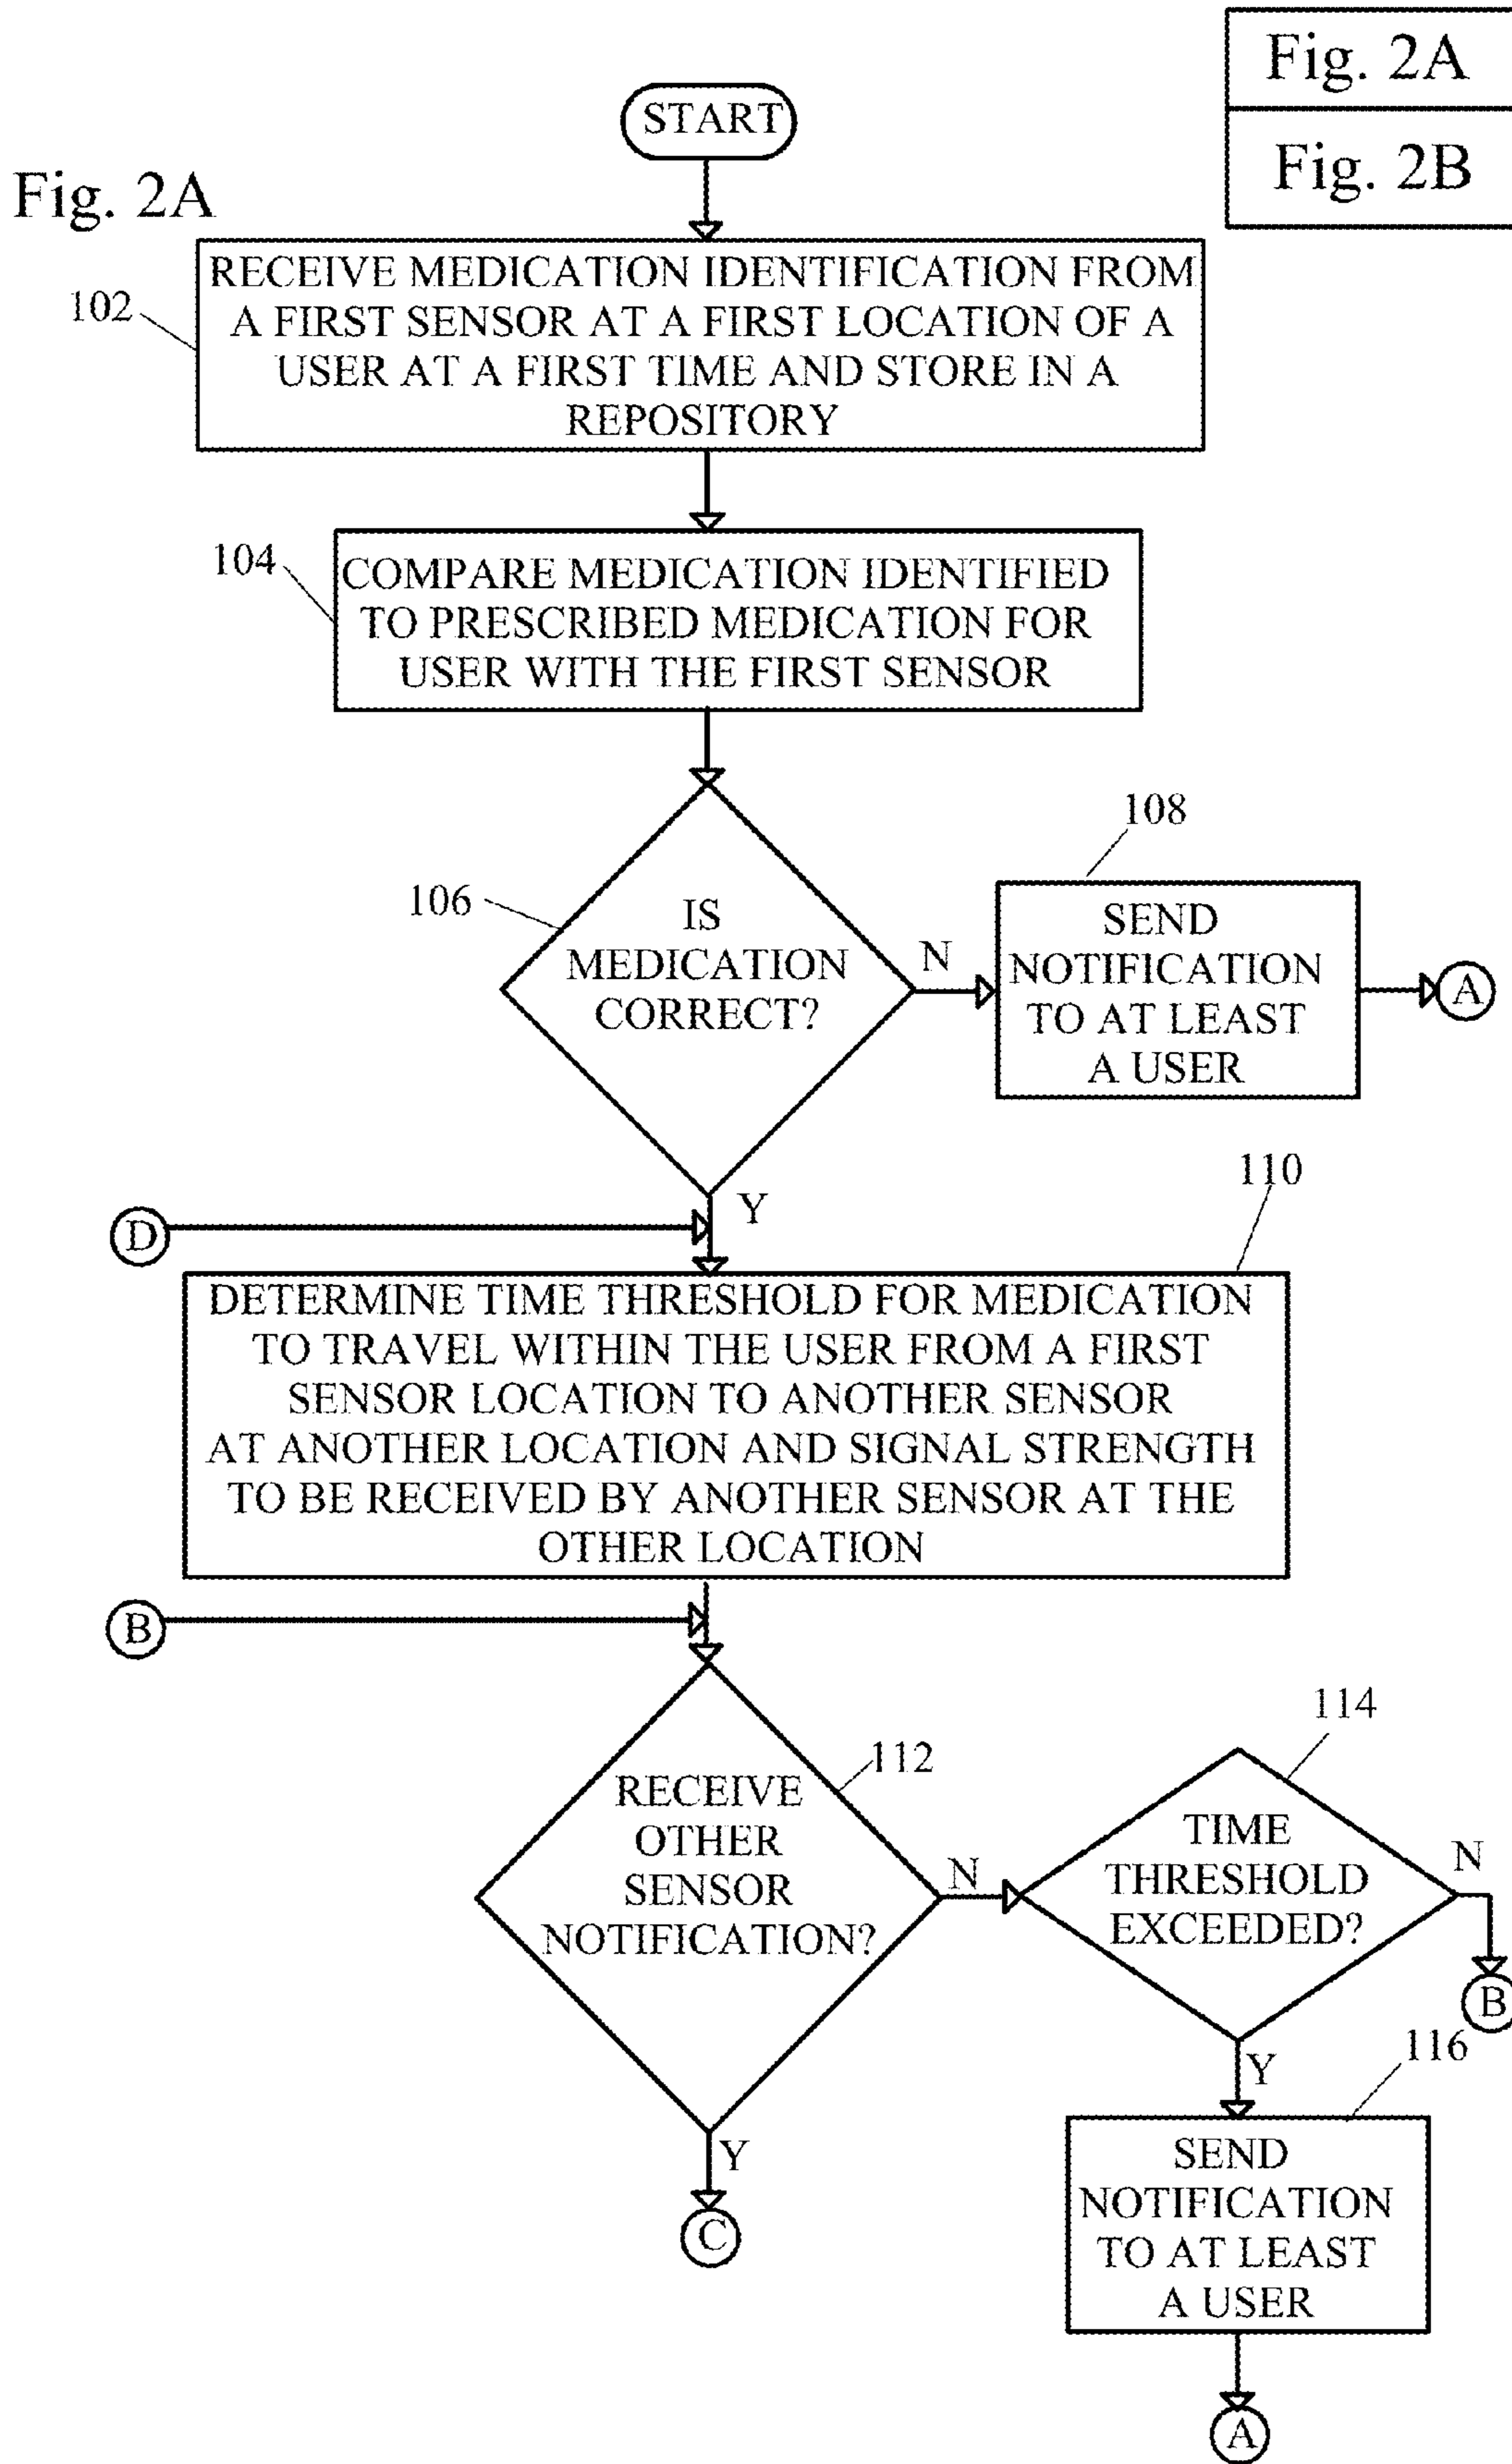 Fig. 2A
Fig. 2B
START
Fig. 2A
102
RECEIVE MEDICATION IDENTIFICATION FROM
A FIRST SENSOR AT A FIRST LOCATION OF A
USER AT A FIRST TIME AND STORE IN A
REPOSITORY
104
COMPARE MEDICATION IDENTIFIED
TO PRESCRIBED MEDICATION FOR
USER WITH THE FIRST SENSOR
106
IS
MEDICATION
CORRECT?
N
108
SEND
NOTIFICATION
TO AT LEAST
A USER
A
Y
D
110
DETERMINE TIME THRESHOLD FOR MEDICATION
TO TRAVEL WITHIN THE USER FROM A FIRST
SENSOR LOCATION TO ANOTHER SENSOR
AT ANOTHER LOCATION AND SIGNAL STRENGTH
TO BE RECEIVED BY ANOTHER SENSOR AT THE
OTHER LOCATION
B
112
RECEIVE
OTHER
SENSOR
NOTIFICATION?
N
114
TIME
THRESHOLD
EXCEEDED?
N
B
Y
C
Y
116
SEND
NOTIFICATION
TO AT LEAST
A USER
A